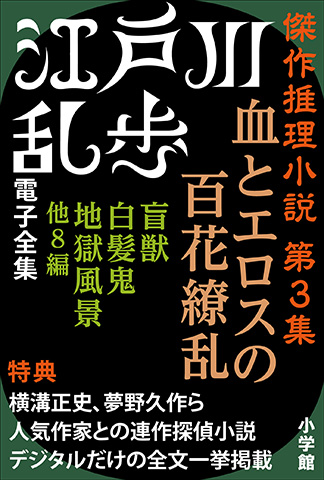 江戸川
乱歩
電子全集
傑作推理小説 第3集
血とエロスの
百花繚乱
盲獣
白髪鬼
地獄風景
他8編
特典
横溝正史、夢野久作ら
人気作家との連作探偵小説
デジタルだけの全文一挙掲載
小学館